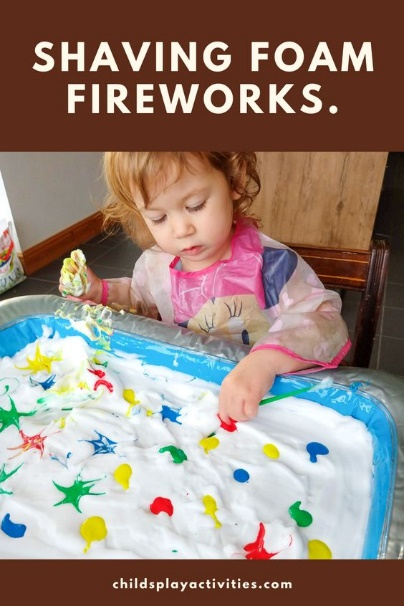 SHAVING FOAM
FIREWORKS.
childsplayactivities.com